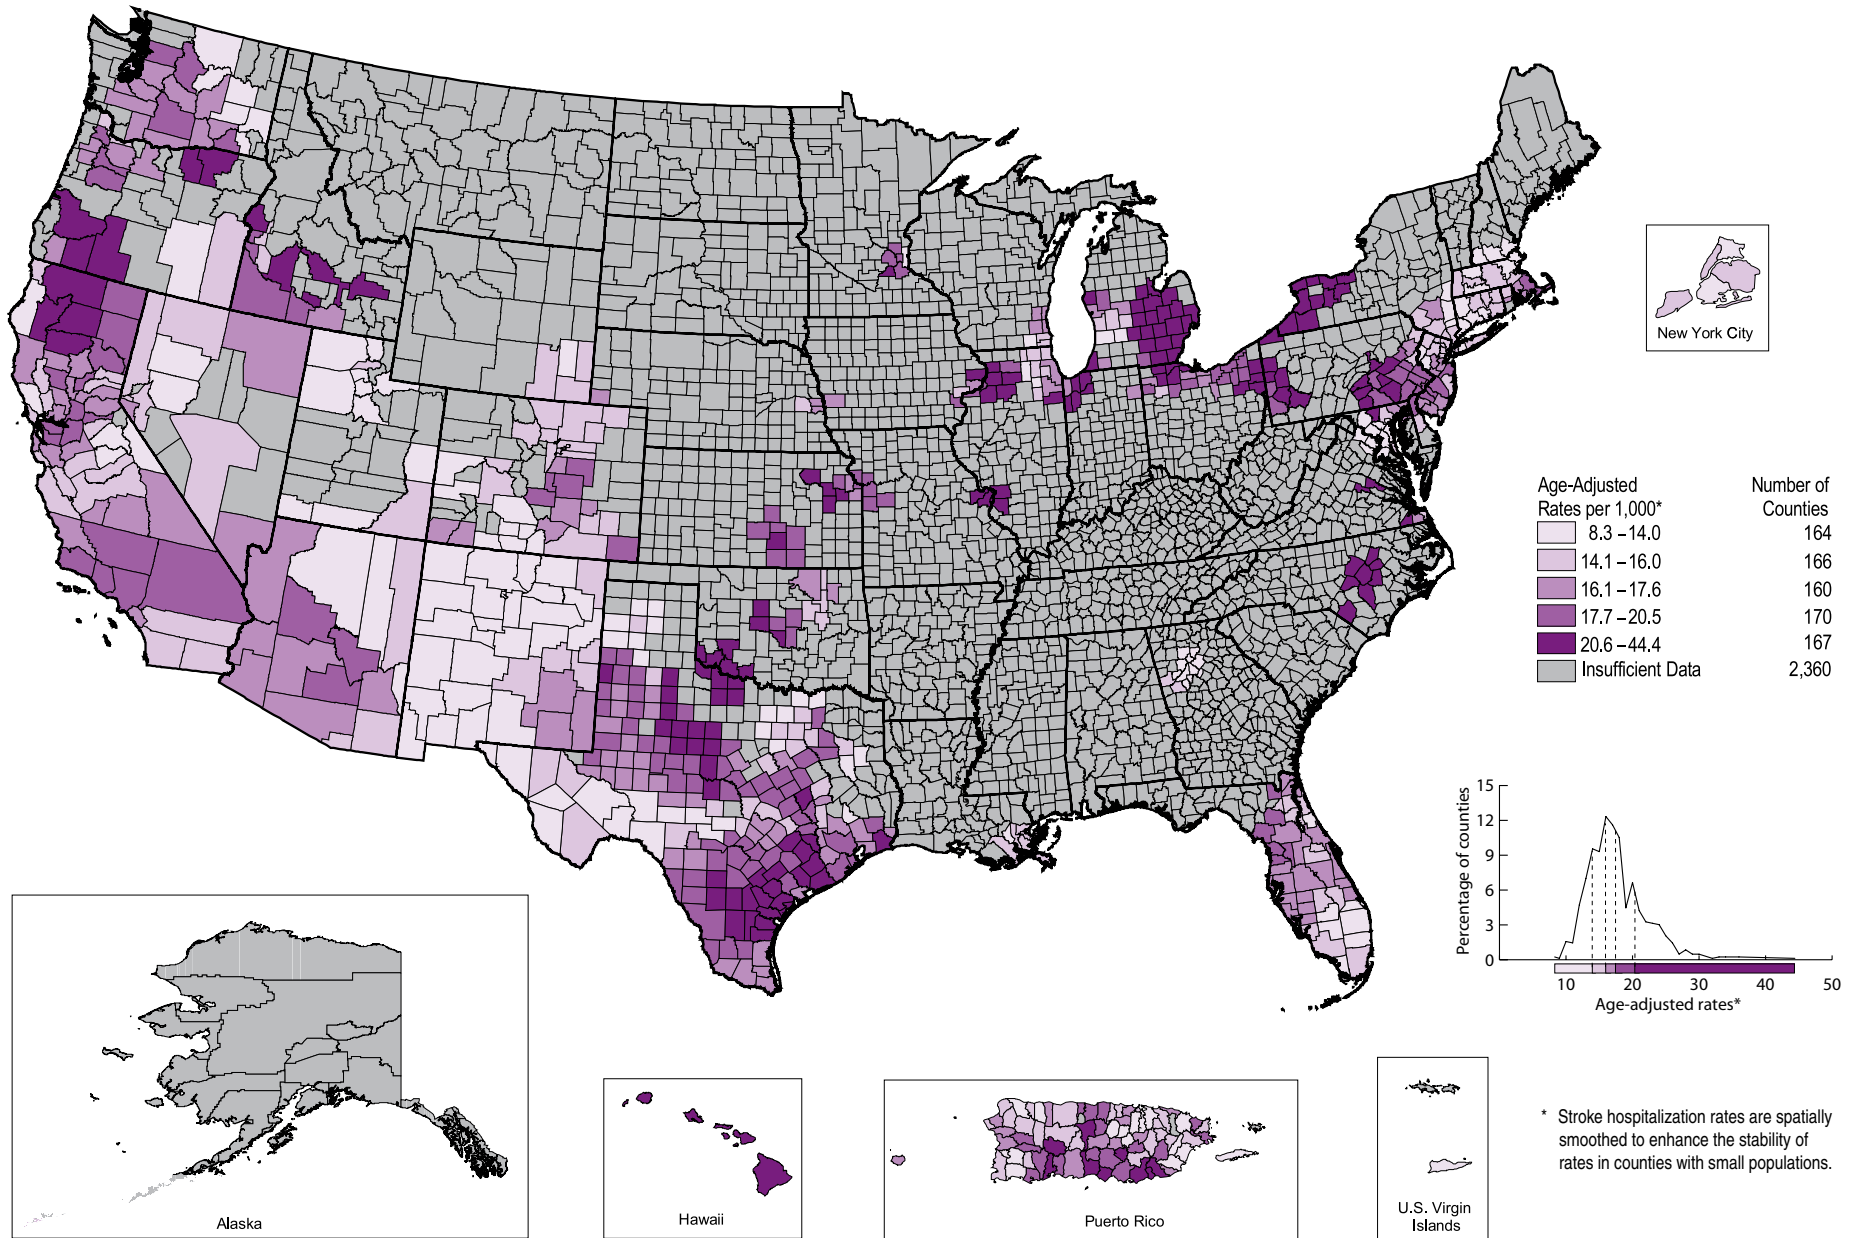 New York City
Age-Adjusted Number of
Rates per 1,000* Counties
8.3 – 14.0 164
14.1 – 16.0 166
16.1 – 17.6 160
17.7 – 20.5 170
20.6 – 44.4 167
Insufficient Data 2,360
15
12
9
6
3
0
Percentage of counties
10 20 30 40 50
Age-adjusted rates*
Alaska
Hawaii
Puerto Rico
U.S. Virgin
Islands
* Stroke hospitalization rates are spatially
smoothed to enhance the stability of
rates in counties with small populations.